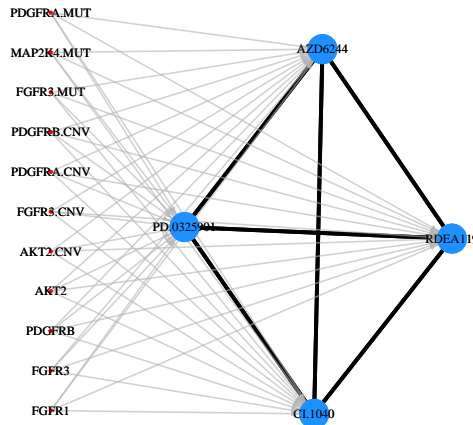 PDGFRA.MUT
AZD6244
MAP2K4.MUT
FGFR3.MUT
PDGFRB.CNV
PDGFRA.CNV
FGFR3.CNV
PD.0325901
RDEA119
AKT2.CNV
AKT2
PDGFRB
FGFR3
FGFR1
CI.1040